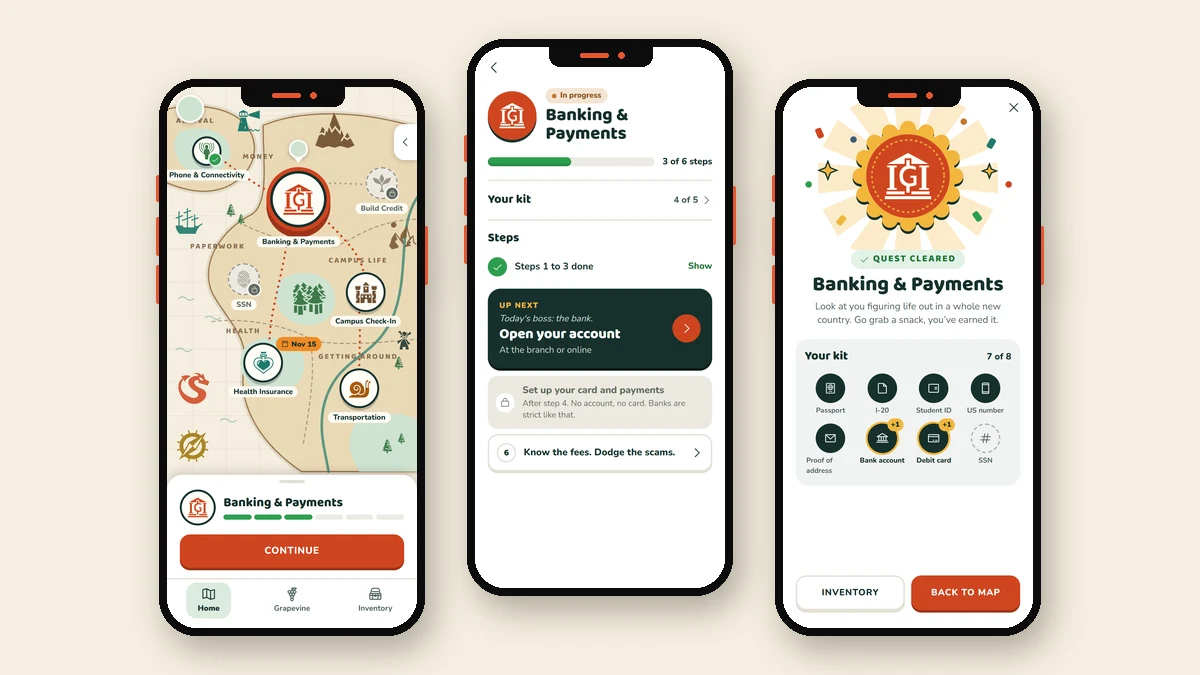 ARRIVAL
Phone & Connectivity
MONEY
Banking & Payments
Build Credit
PAPERWORK
SSN
CAMPUS LIFE
Campus Check-In
HEALTH
Nov 15
Health Insurance
GETTING AROUND
Transportation
Banking & Payments
CONTINUE
Home
Grapevine
Inventory
In progress
Banking &
Payments
3 of 6 steps
Your kit
4 of 5
Steps
Steps 1 to 3 done
Show
UP NEXT
Today's boss: the bank.
Open your account
At the branch or online
Set up your card and payments
After step 4. No account, no card. Banks are
strict like that.
6
Know the fees. Dodge the scams.
QUEST CLEARED
Banking & Payments
Look at you figuring life out in a whole new
country. Go grab a snack, you've earned it.
Your kit
7 of 8
Passport
I-20
Student ID
US number
+1
+1
#
Proof of
address
Bank account
Debit card
SSN
INVENTORY
BACK TO MAP